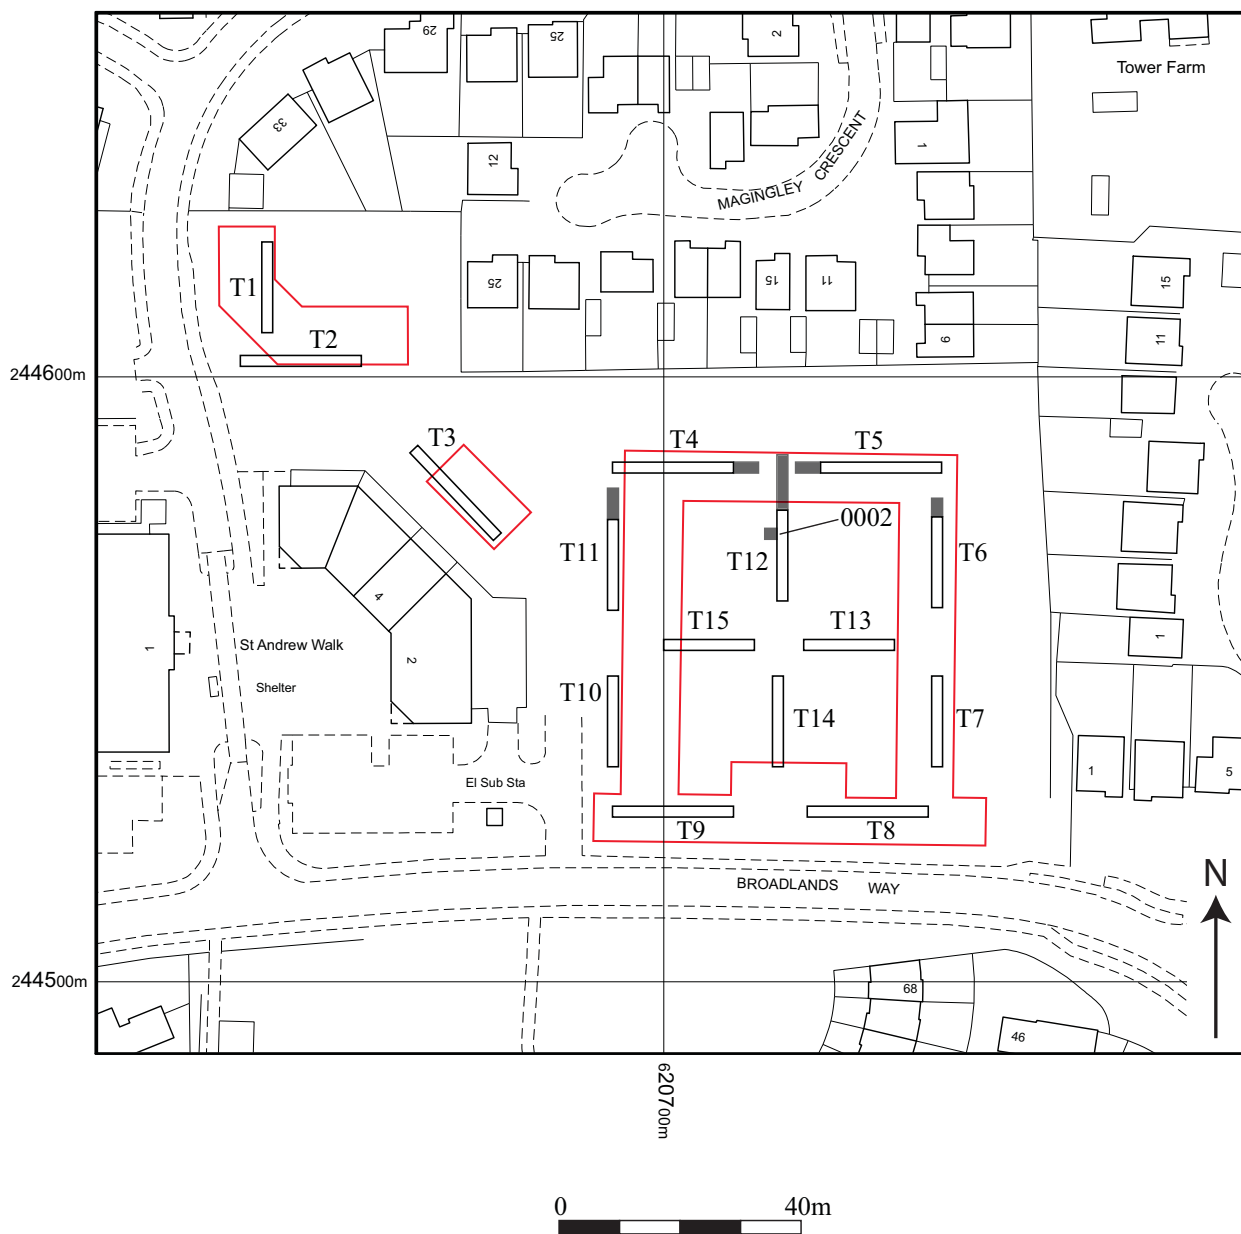 29
25
2
Tower Farm
33
12
1
MAGINGLEY CRESCENT
25
15
11
6
15
11
T1
T2
244600m
T3
T4
T5
0002
T11
T12
T6
4
1
St Andrew Walk
2
T15
T13
1
Shelter
T10
T14
T7
El Sub Sta
1
5
T9
T8
BROADLANDS WAY
N
244500m
68
46
620700m
0
40m